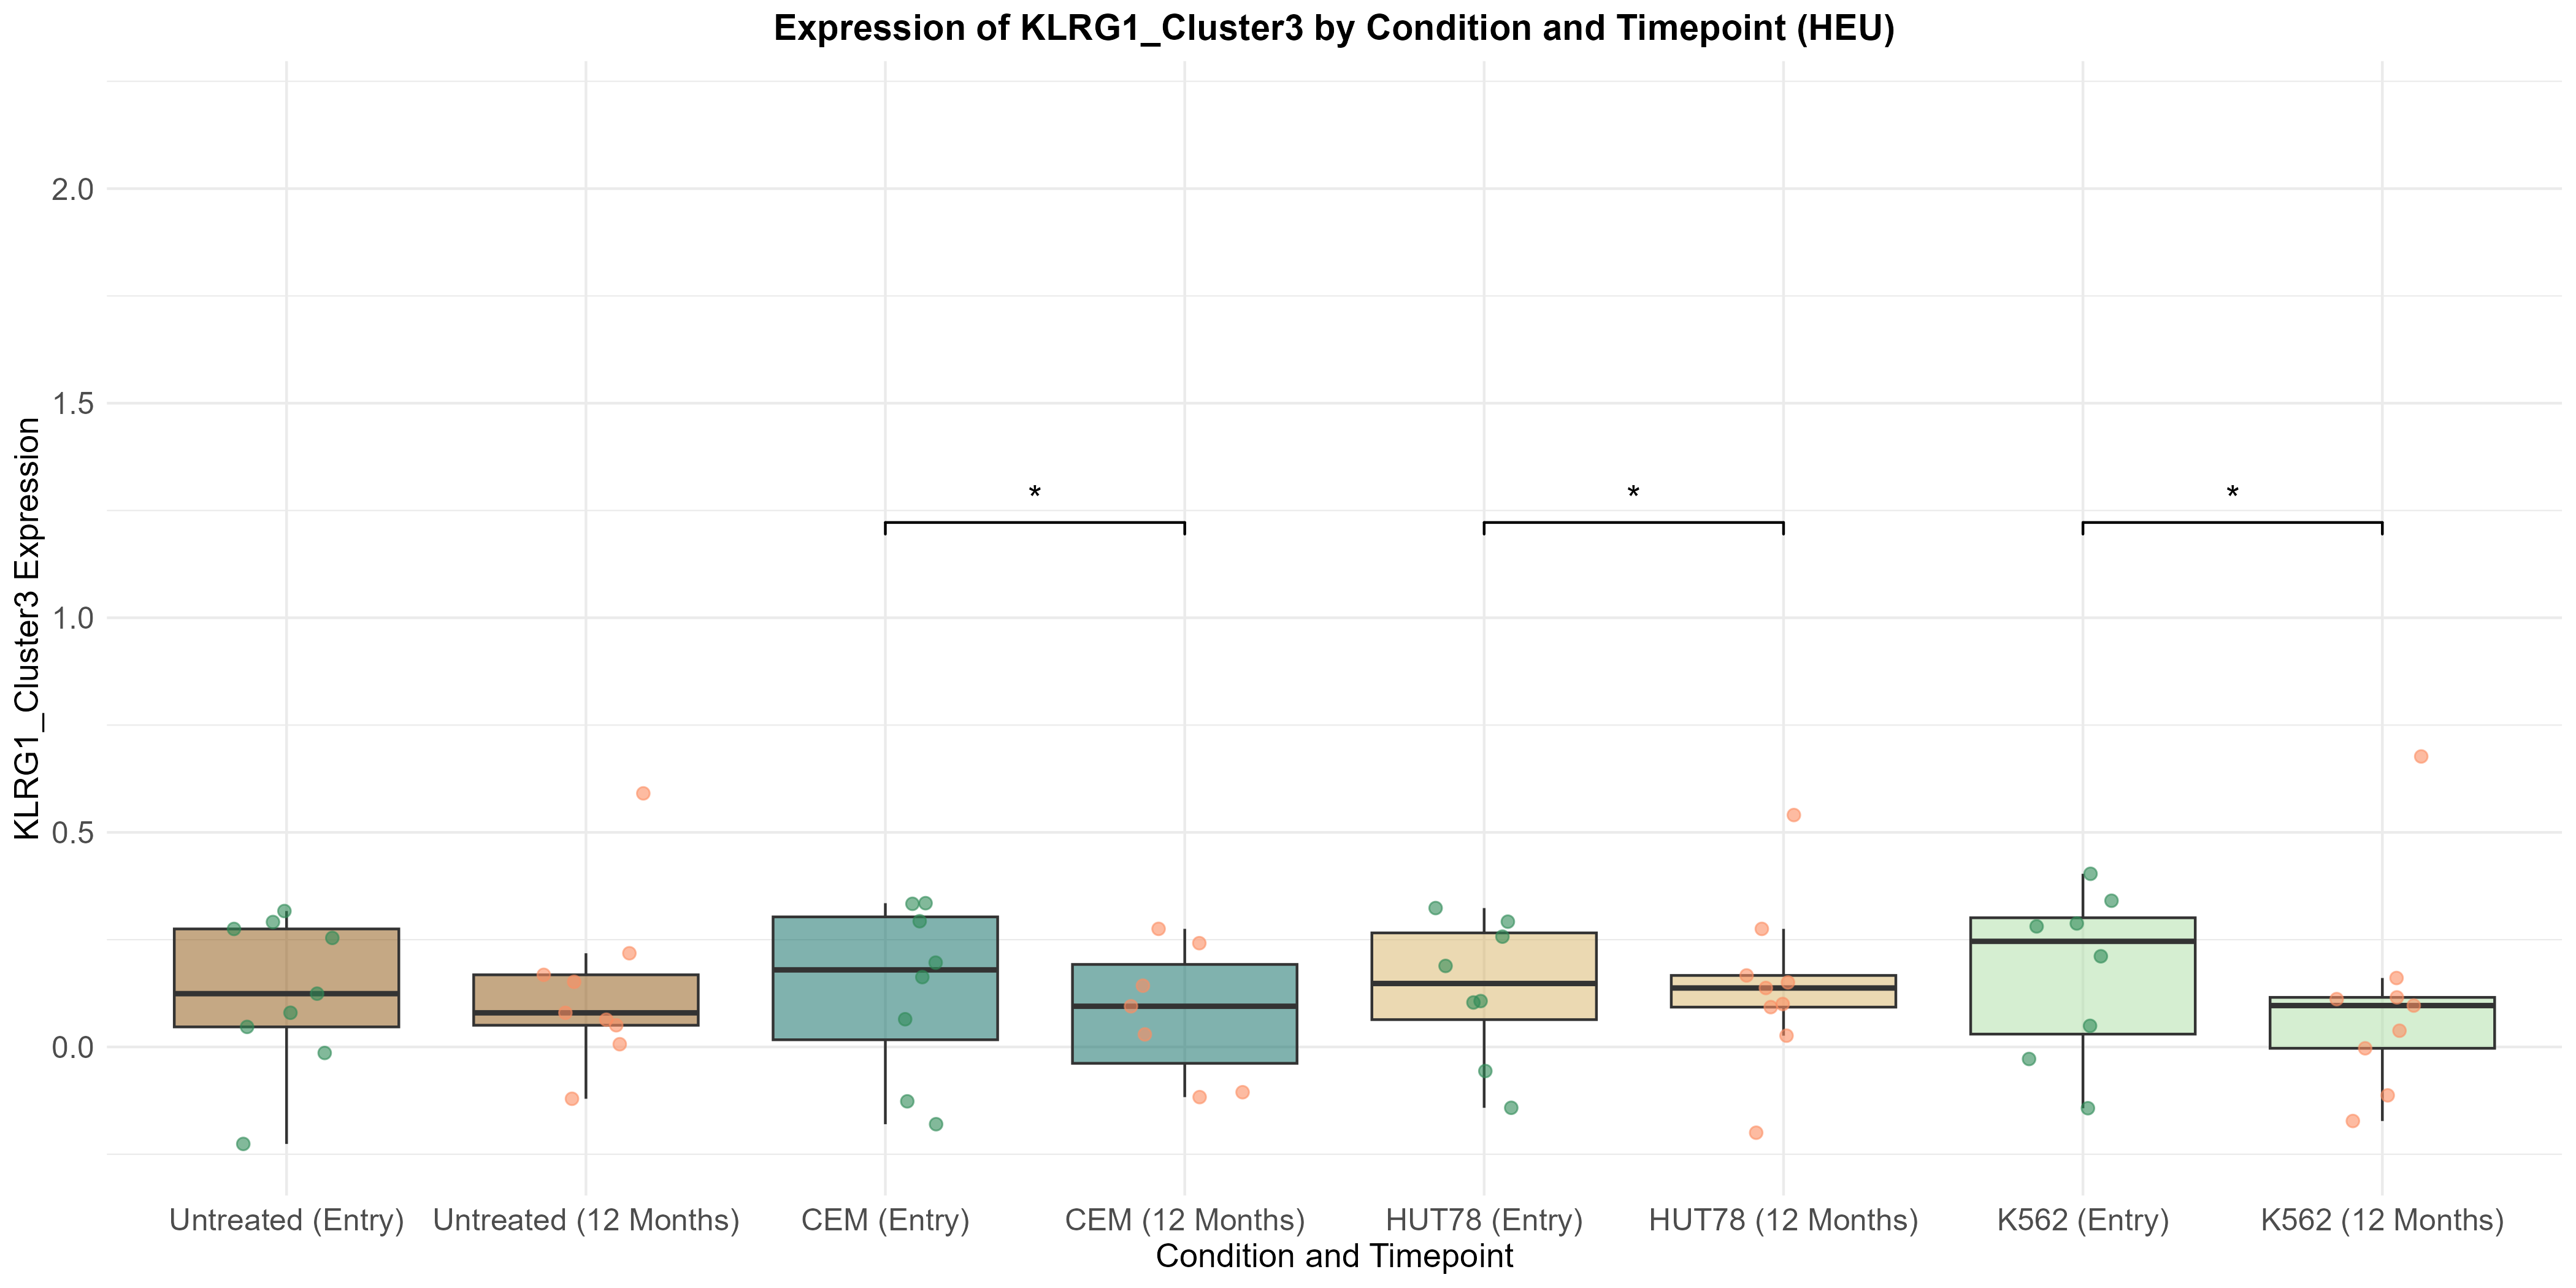 Expression of KLRG1_Cluster3 by Condition and Timepoint (HEU)
KLRG1_Cluster3 Expression
2.0
1.5
1.0
0.5
0.0
*
*
*
Untreated (Entry)
Untreated (12 Months)
CEM (Entry)
CEM (12 Months)
HUT78 (Entry)
HUT78 (12 Months)
K562 (Entry)
K562 (12 Months)
Condition and Timepoint